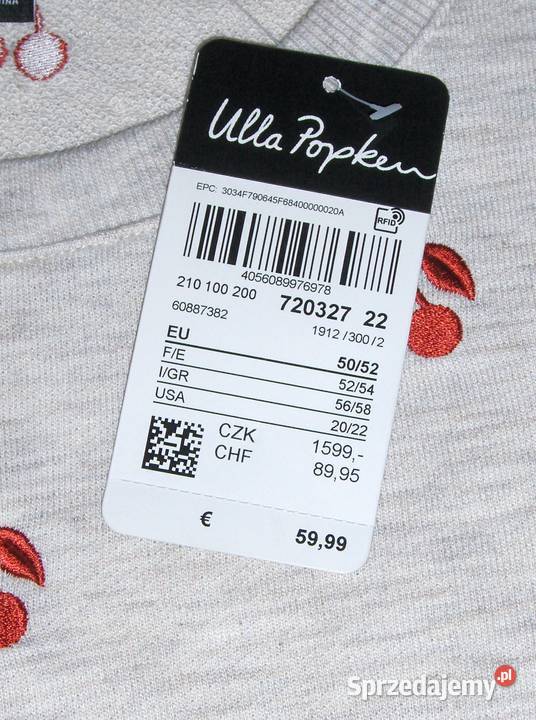 Ulla Popken
EPC: 3034F790645F68400000020A
RFID
4056089976978
210 100 200 720327 22
60887382 1912 /300 /2
EU 50/52
F/E 52/54
I/GR 56/58
USA 20/22
CZK 1599,-
CHF 89,95
€ 59,99
Sprzedajemy.pl